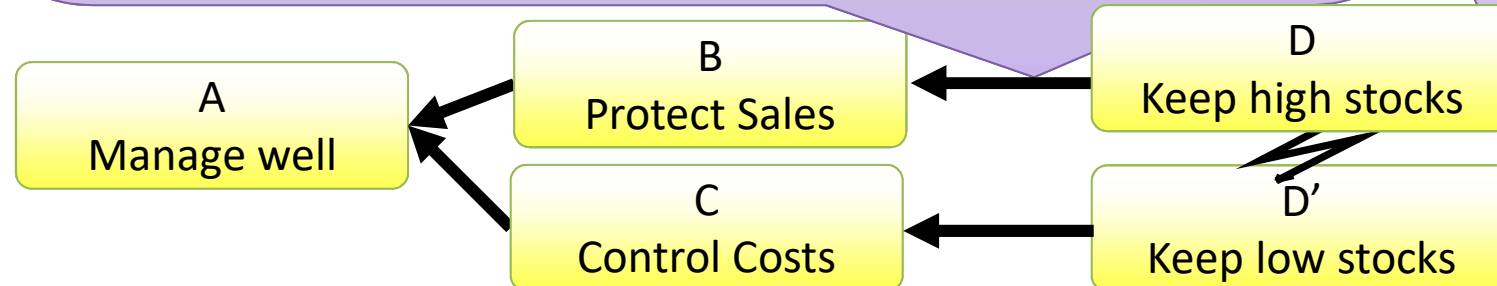 A
Manage well
B
Protect Sales
C
Control Costs
D
Keep high stocks
D’
Keep low stocks